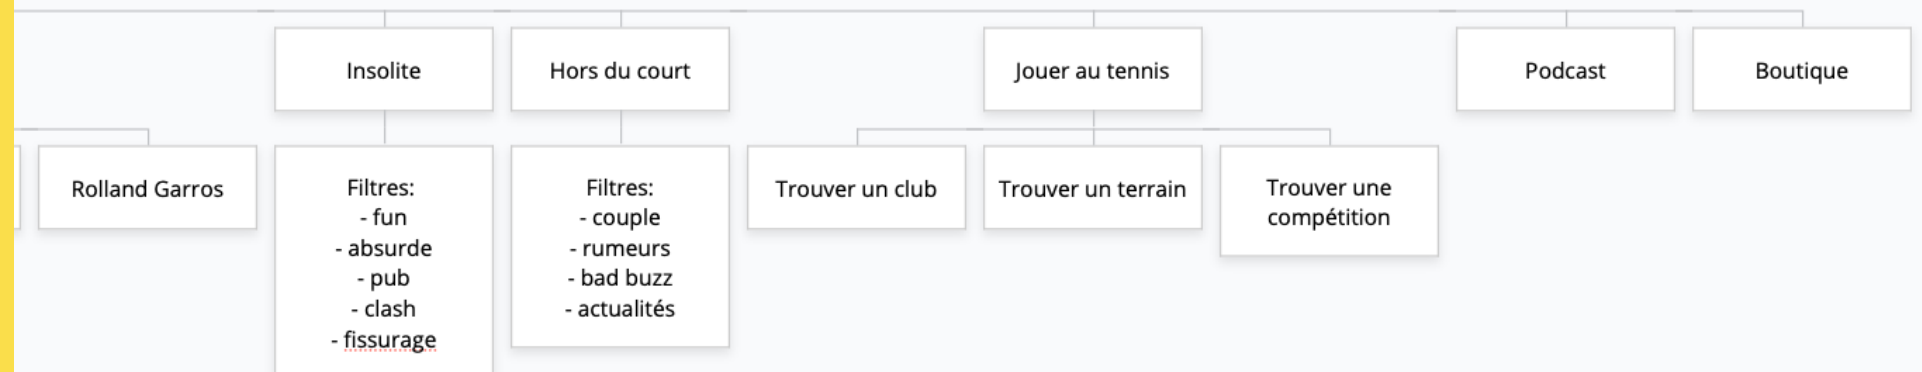 Insolite
Hors du court
Jouer au tennis
Podcast
Boutique
Rolland Garros
Filtres:
- fun
- absurde
- pub
- clash
- fissurage
Filtres:
- couple
- rumeurs
- bad buzz
- actualités
Trouver un club
Trouver un terrain
Trouver une
compétition